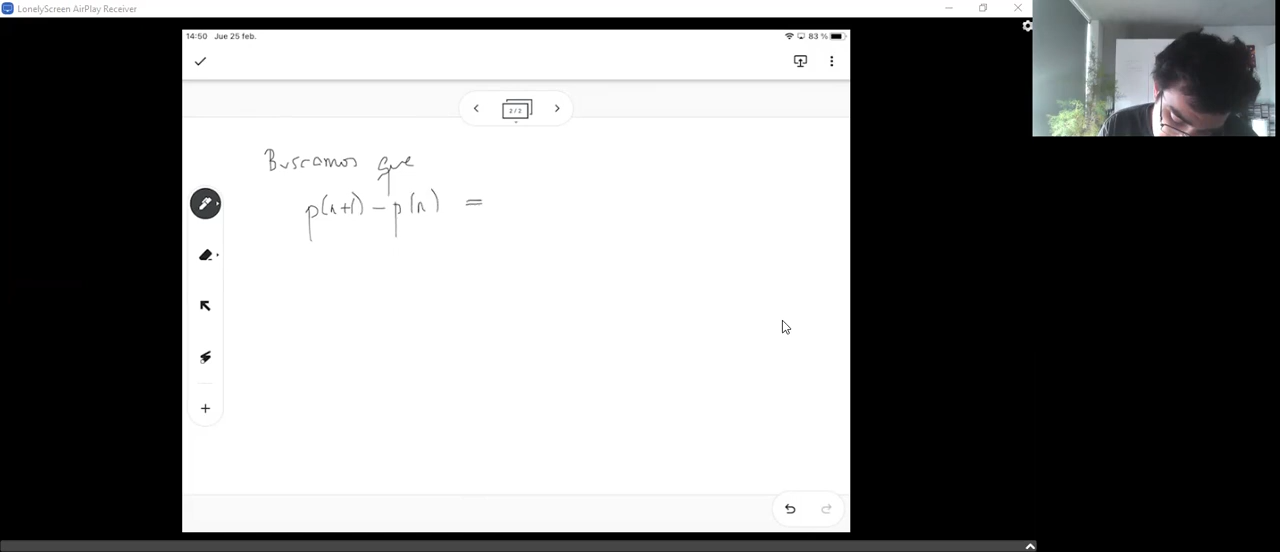 LonelyScreen AirPlay Receiver
14:50 Jue 25 feb.
83 %
2 / 2
Buscamos que
p(n+1) - p(n) =